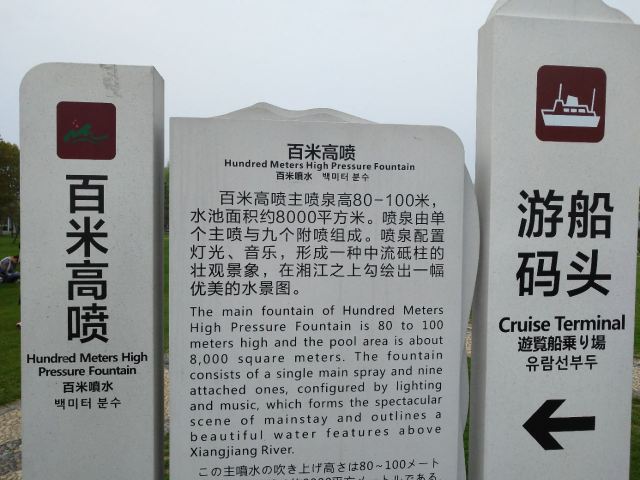 百米高喷
Hundred Meters High
Pressure Fountain
百米噴水
백미터 분수
百米高喷
Hundred Meters High Pressure Fountain
百米噴水 백미터 분수
百米高喷主喷泉高80-100米，
水池面积约8000平方米。喷泉由单
个主喷与九个附喷组成。喷泉配置
灯光、音乐，形成一种中流砥柱的
壮观景象，在湘江之上勾绘出一幅
优美的水景图。
The main fountain of Hundred Meters
High Pressure Fountain is 80 to 100
meters high and the pool area is about
8,000 square meters. The fountain
consists of a single main spray and nine
attached ones, configured by lighting
and music, which forms the spectacular
scene of mainstay and outlines a
beautiful water features above
Xiangjiang River.
この主噴水の吹き上げ高さは80~100メート
游船
码头
Cruise Terminal
遊覧船乗り場
유람선부두